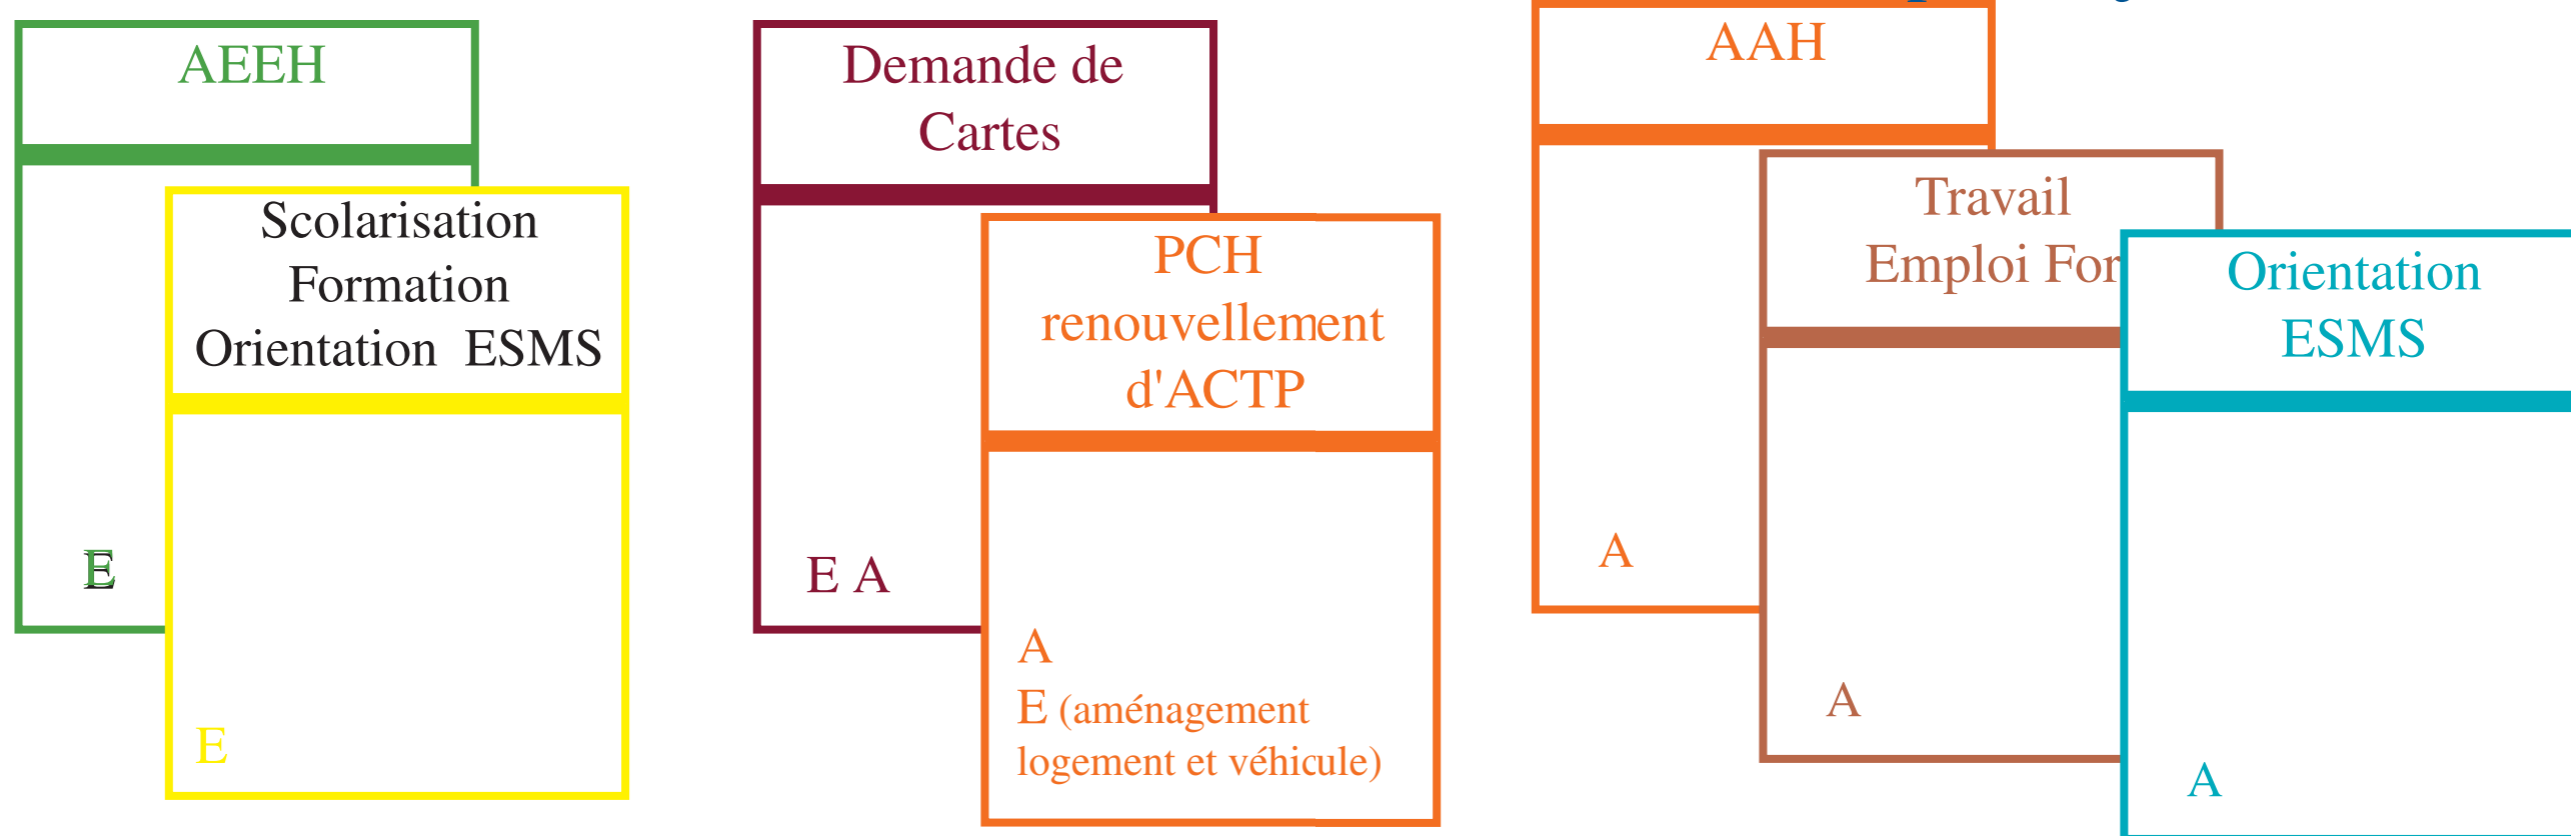 AEEH
Scolarisation
Formation
Orientation ESMS
E
E
Demande de
Cartes
PCH
renouvellement
d'ACTP
E A
A
E (aménagement
logement et véhicule)
AAH
Travail
Emploi For
Orientation
ESMS
A
A
A